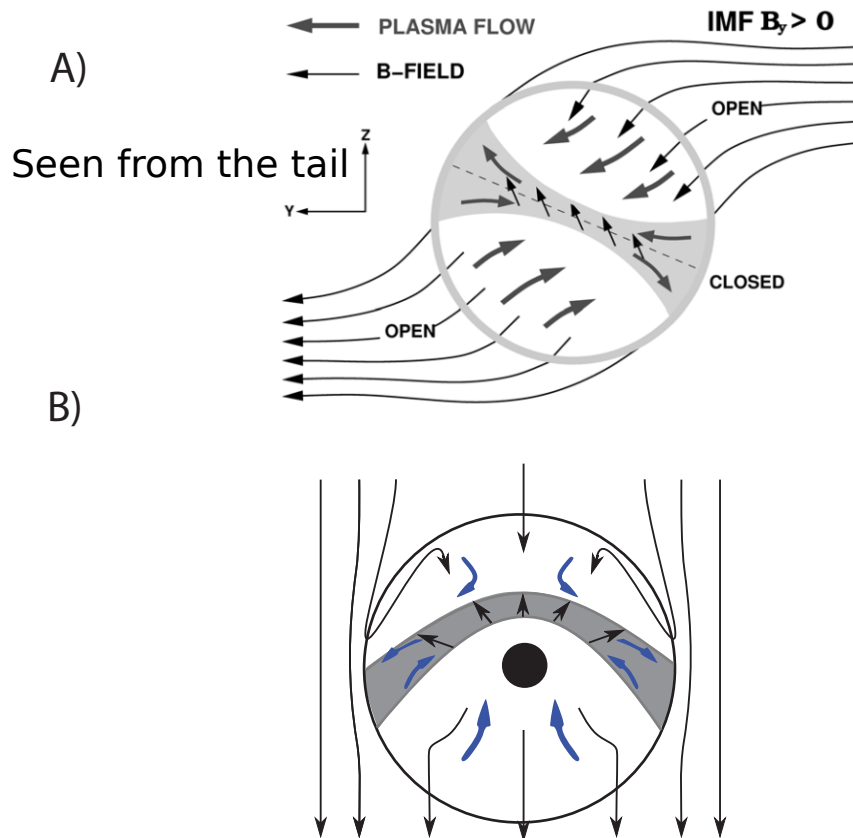 PLASMA FLOW
IMF By > 0
A)
B-FIELD
OPEN
Z
Seen from the tail
Y
CLOSED
OPEN
B)